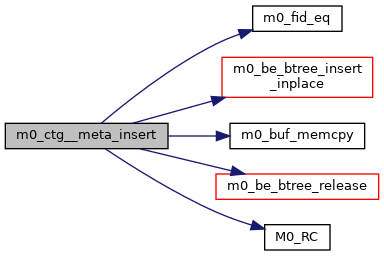 m0_fid_eq
m0_be_btree_insert
_inplace
m0_ctg__meta_insert
m0_buf_memcpy
m0_be_btree_release
M0_RC